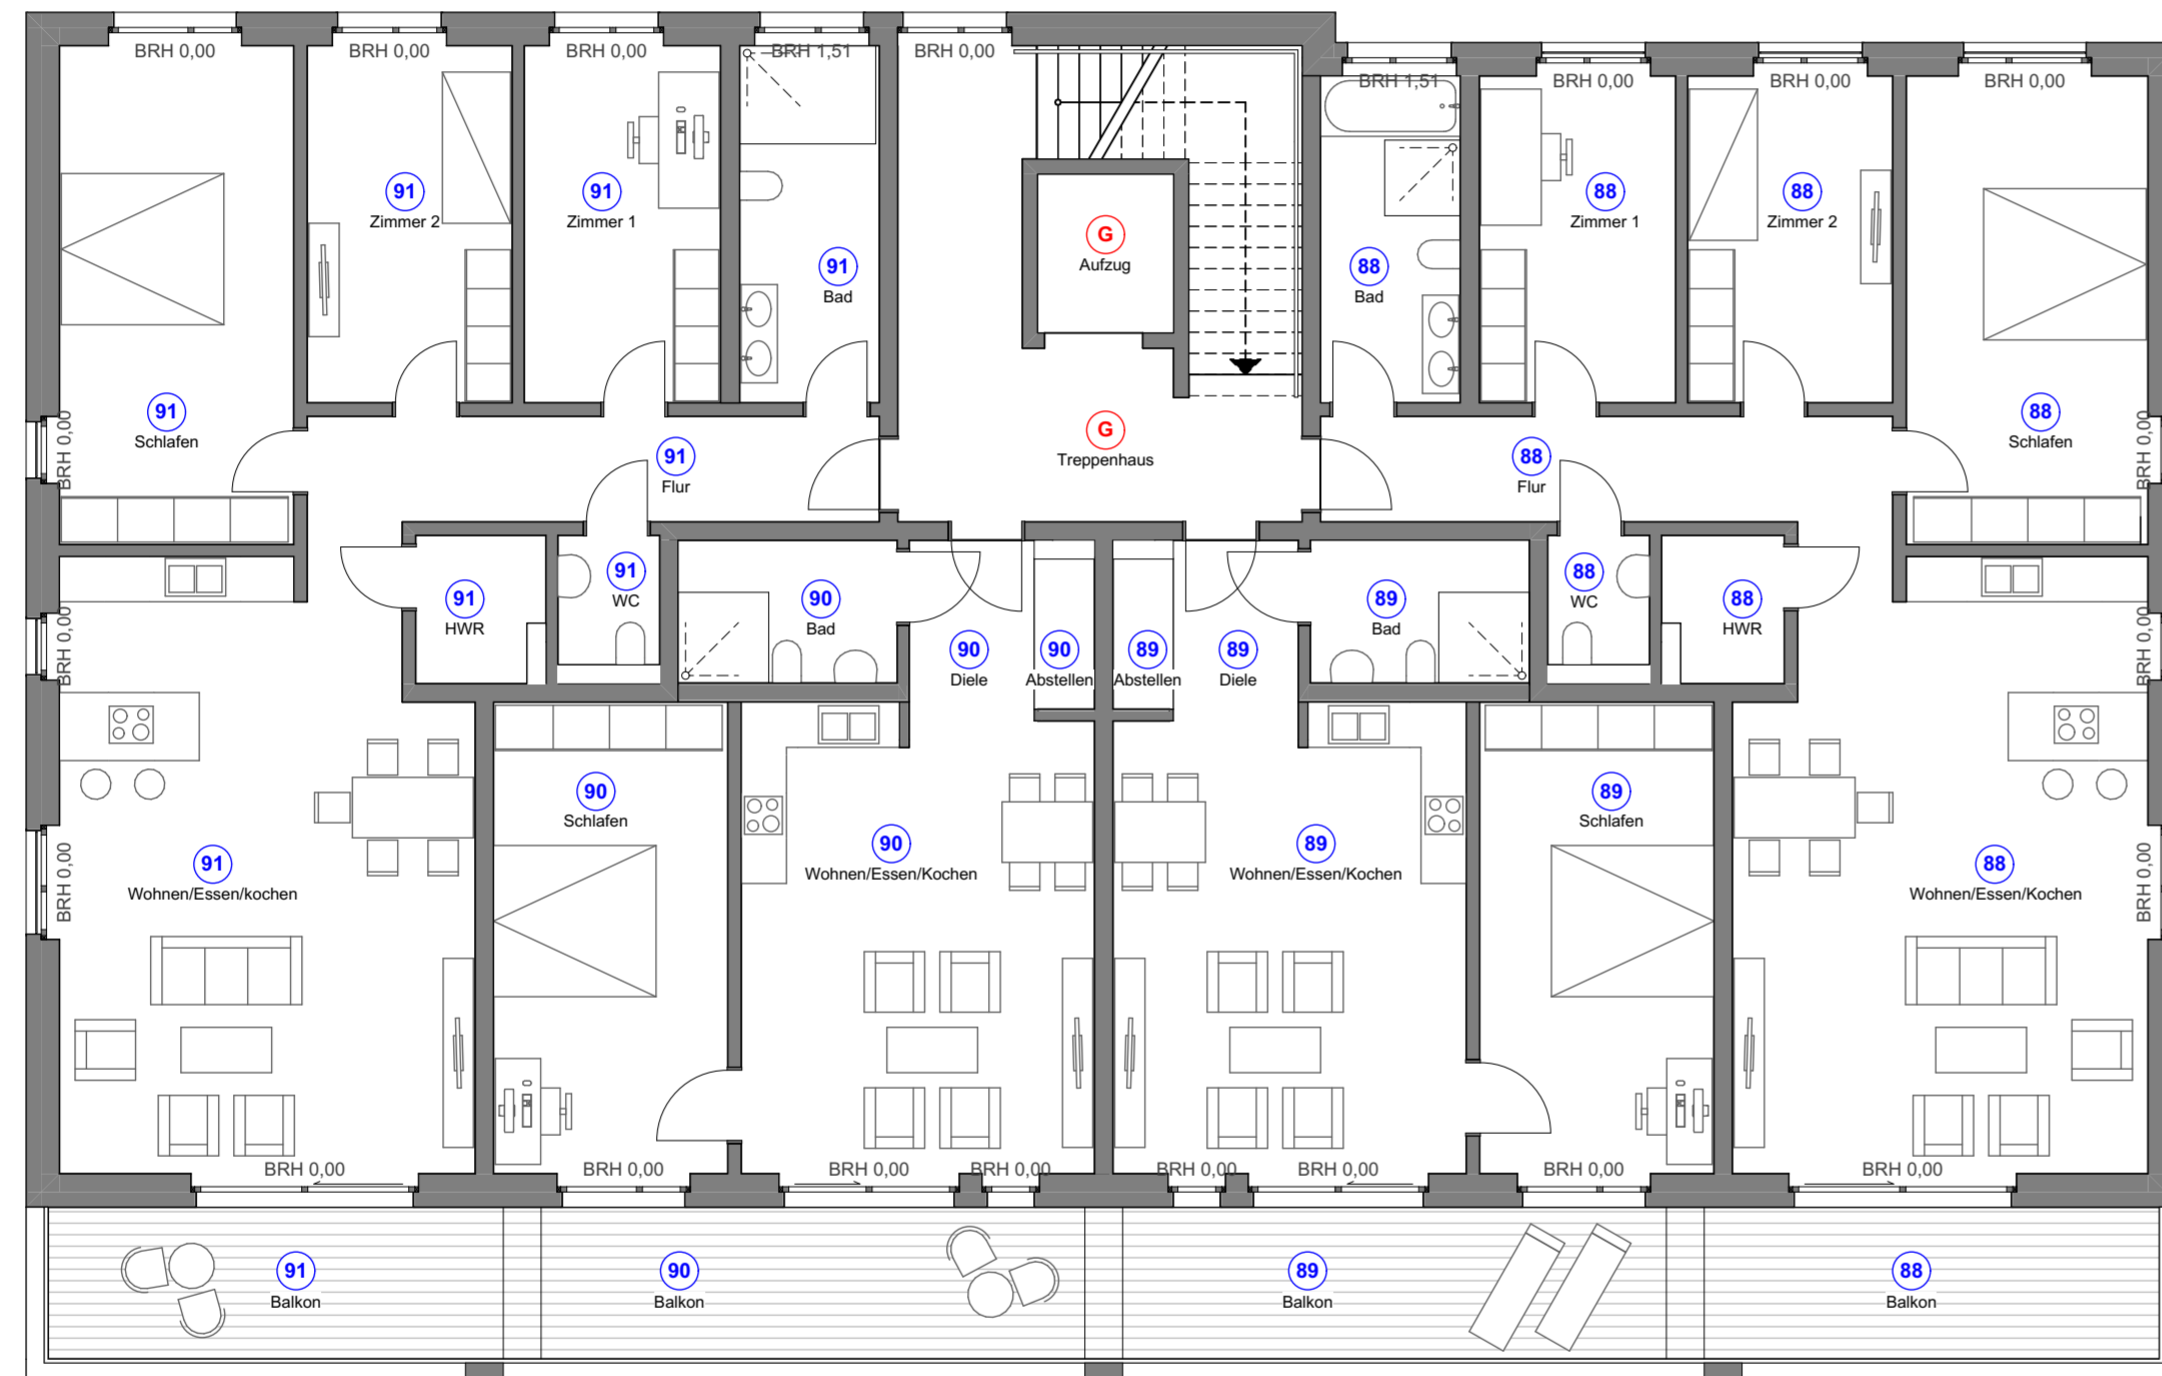 BRH 0,00
BRH 0,00
BRH 0,00
BRH 1,51
BRH 0,00
BRH 1,51
BRH 0,00
BRH 0,00
BRH 0,00
91
Zimmer 2
91
Zimmer 1
91
Bad
G
Aufzug
88
Bad
88
Zimmer 1
88
Zimmer 2
91
Schlafen
BRH 0,00
91
Flur
G
Treppenhaus
88
Flur
88
Schlafen
BRH 0,00
91
HWR
91
WC
90
Bad
90
Diele
90
Abstellen
89
Abstellen
89
Diele
89
Bad
88
WC
88
HWR
BRH 0,00
BRH 0,00
91
Wohnen/Essen/kochen
BRH 0,00
90
Schlafen
90
Wohnen/Essen/Kochen
89
Wohnen/Essen/Kochen
89
Schlafen
88
Wohnen/Essen/Kochen
BRH 0,00
BRH 0,00
BRH 0,00
BRH 0,00
BRH 0,00
BRH 0,00
BRH 0,00
BRH 0,00
BRH 0,00
91
Balkon
90
Balkon
89
Balkon
88
Balkon